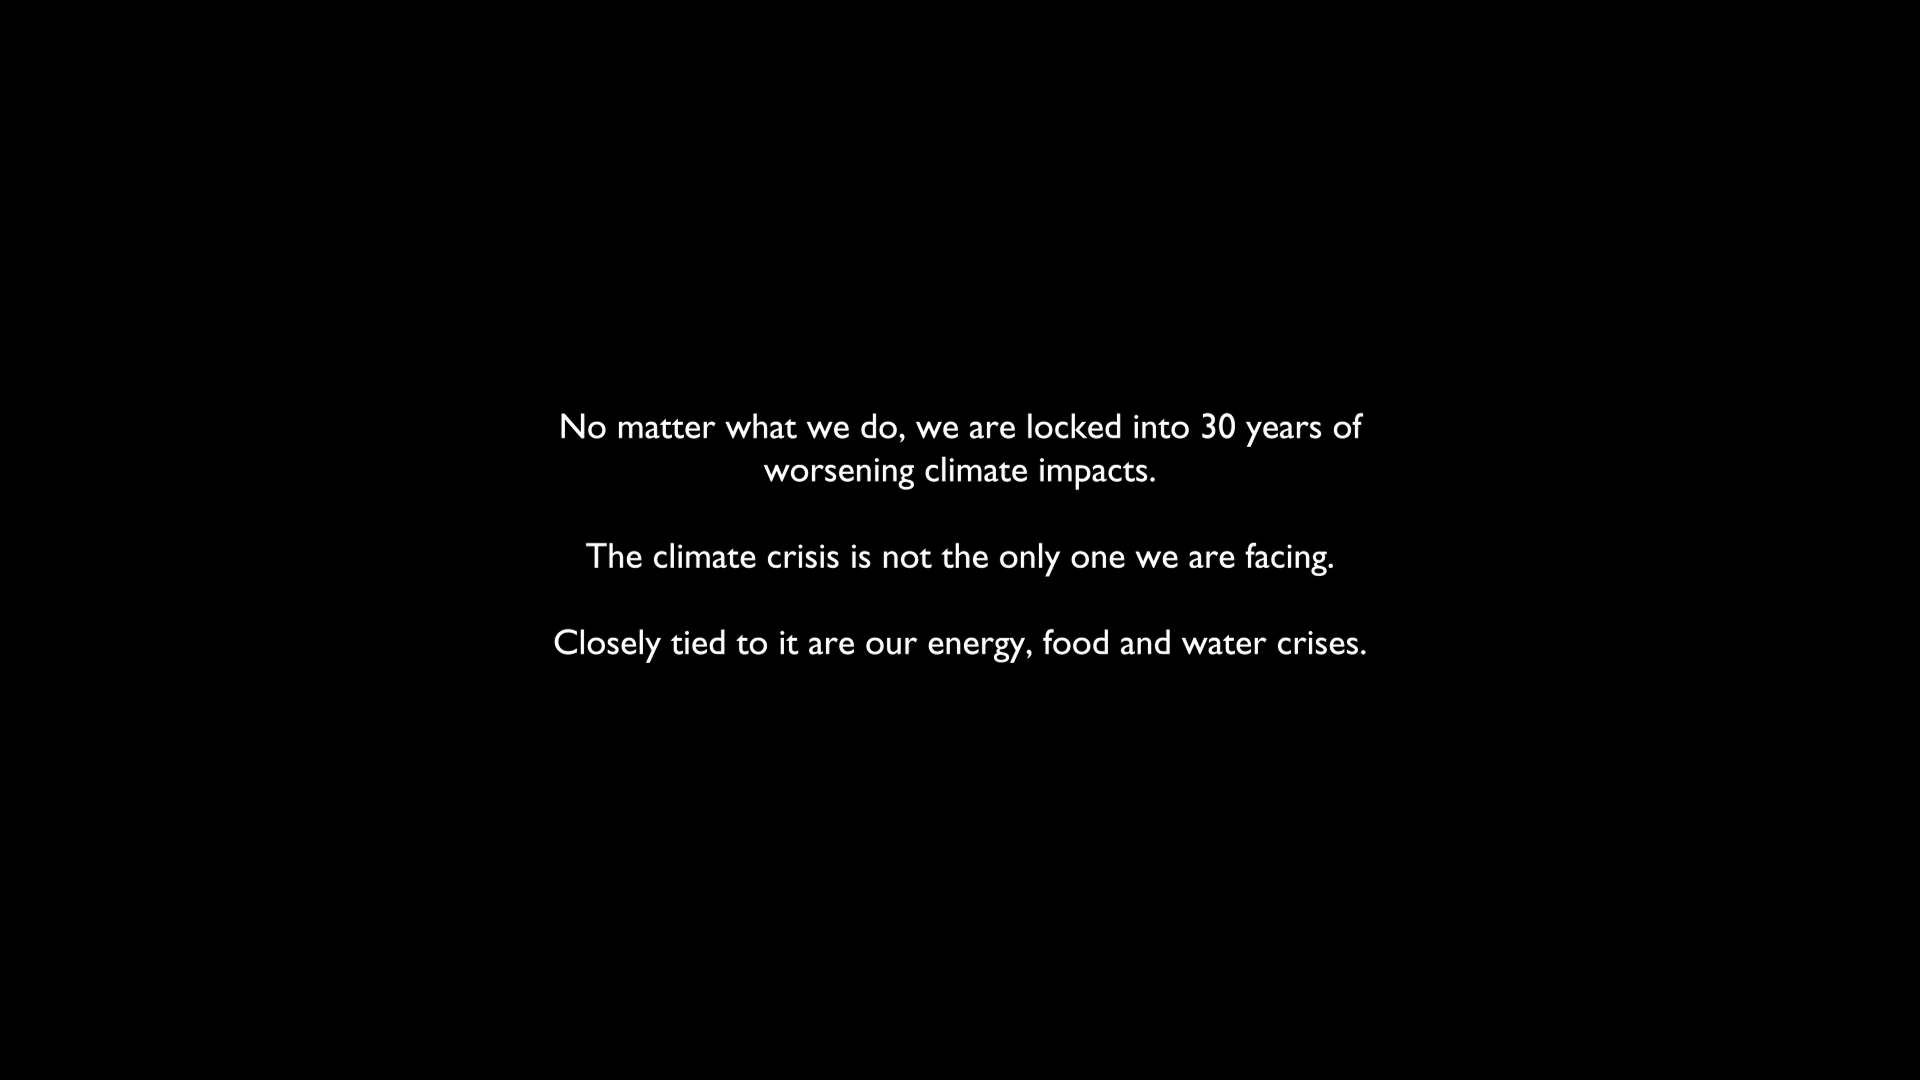 No matter what we do, we are locked into 30 years of
worsening climate impacts.
The climate crisis is not the only one we are facing.
Closely tied to it are our energy, food and water crises.